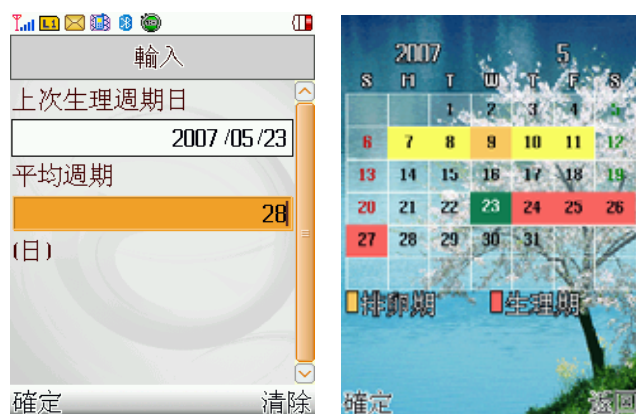 L1
輸入
上次生理週期日
2007 /05 /23
平均週期
28
(日)
確定 清除
2007 5
S M T W T F S
1 2 3 4 5
6 7 8 9 10 11 12
13 14 15 16 17 18 19
20 21 22 23 24 25 26
27 28 29 30 31
排卵期 生理期
確定 返回